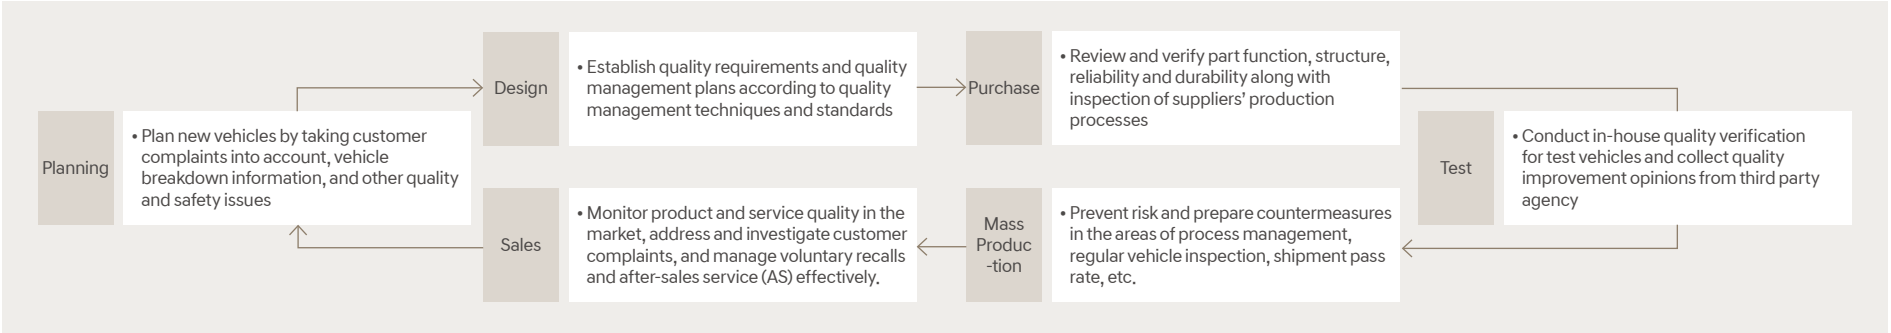 Planning
• Plan new vehicles by taking customer
complaints into account, vehicle
breakdown information, and other quality
and safety issues
Design
• Establish quality requirements and quality
management plans according to quality
management techniques and standards
Purchase
• Review and verify part function, structure,
reliability and durability along with
inspection of suppliers’ production
processes
Test
• Conduct in-house quality verification
for test vehicles and collect quality
improvement opinions from third party
agency
Mass
Produc
-tion
• Prevent risk and prepare countermeasures
in the areas of process management,
regular vehicle inspection, shipment pass
rate, etc.
Sales
• Monitor product and service quality in the
market, address and investigate customer
complaints, and manage voluntary recalls
and after-sales service (AS) effectively.